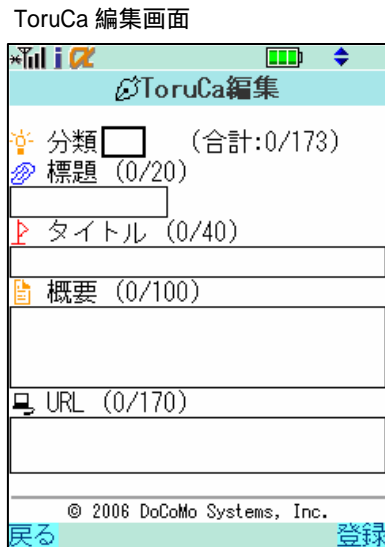 ToruCa 編集画面
i α
ToruCa編集
分類 (合計:0/173)
標題 (0/20)
タイトル (0/40)
概要 (0/100)
URL (0/170)
© 2006 DoCoMo Systems, Inc.
戻る 登録